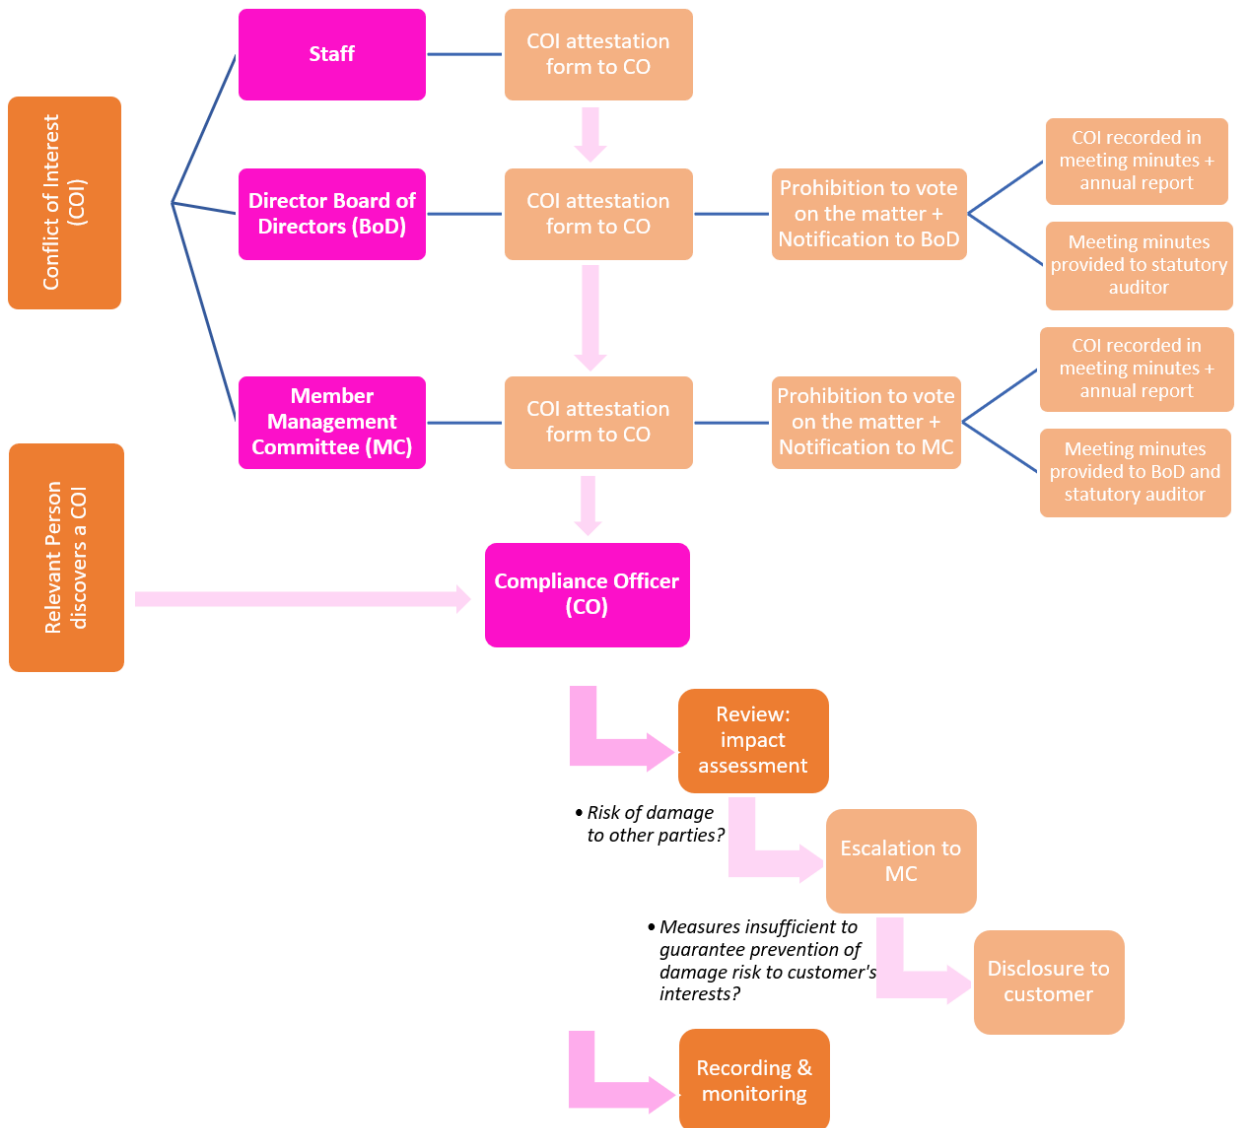 Conflict of Interest
(COI)
Staff
COI attestation
form to CO
Director Board of
Directors (BoD)
COI attestation
form to CO
Prohibition to vote
on the matter +
Notification to BoD
COI recorded in
meeting minutes +
annual report
Meeting minutes
provided to statutory
auditor
Member
Management
Committee (MC)
COI attestation
form to CO
Prohibition to vote
on the matter +
Notification to MC
COI recorded in
meeting minutes +
annual report
Meeting minutes
provided to BoD and
statutory auditor
Relevant Person
discovers a COI
Compliance Officer
(CO)
Review:
impact
assessment
• Risk of damage
to other parties?
Escalation to
MC
• Measures insufficient to
guarantee prevention of
damage risk to customer's
interests?
Disclosure to
customer
Recording &
monitoring